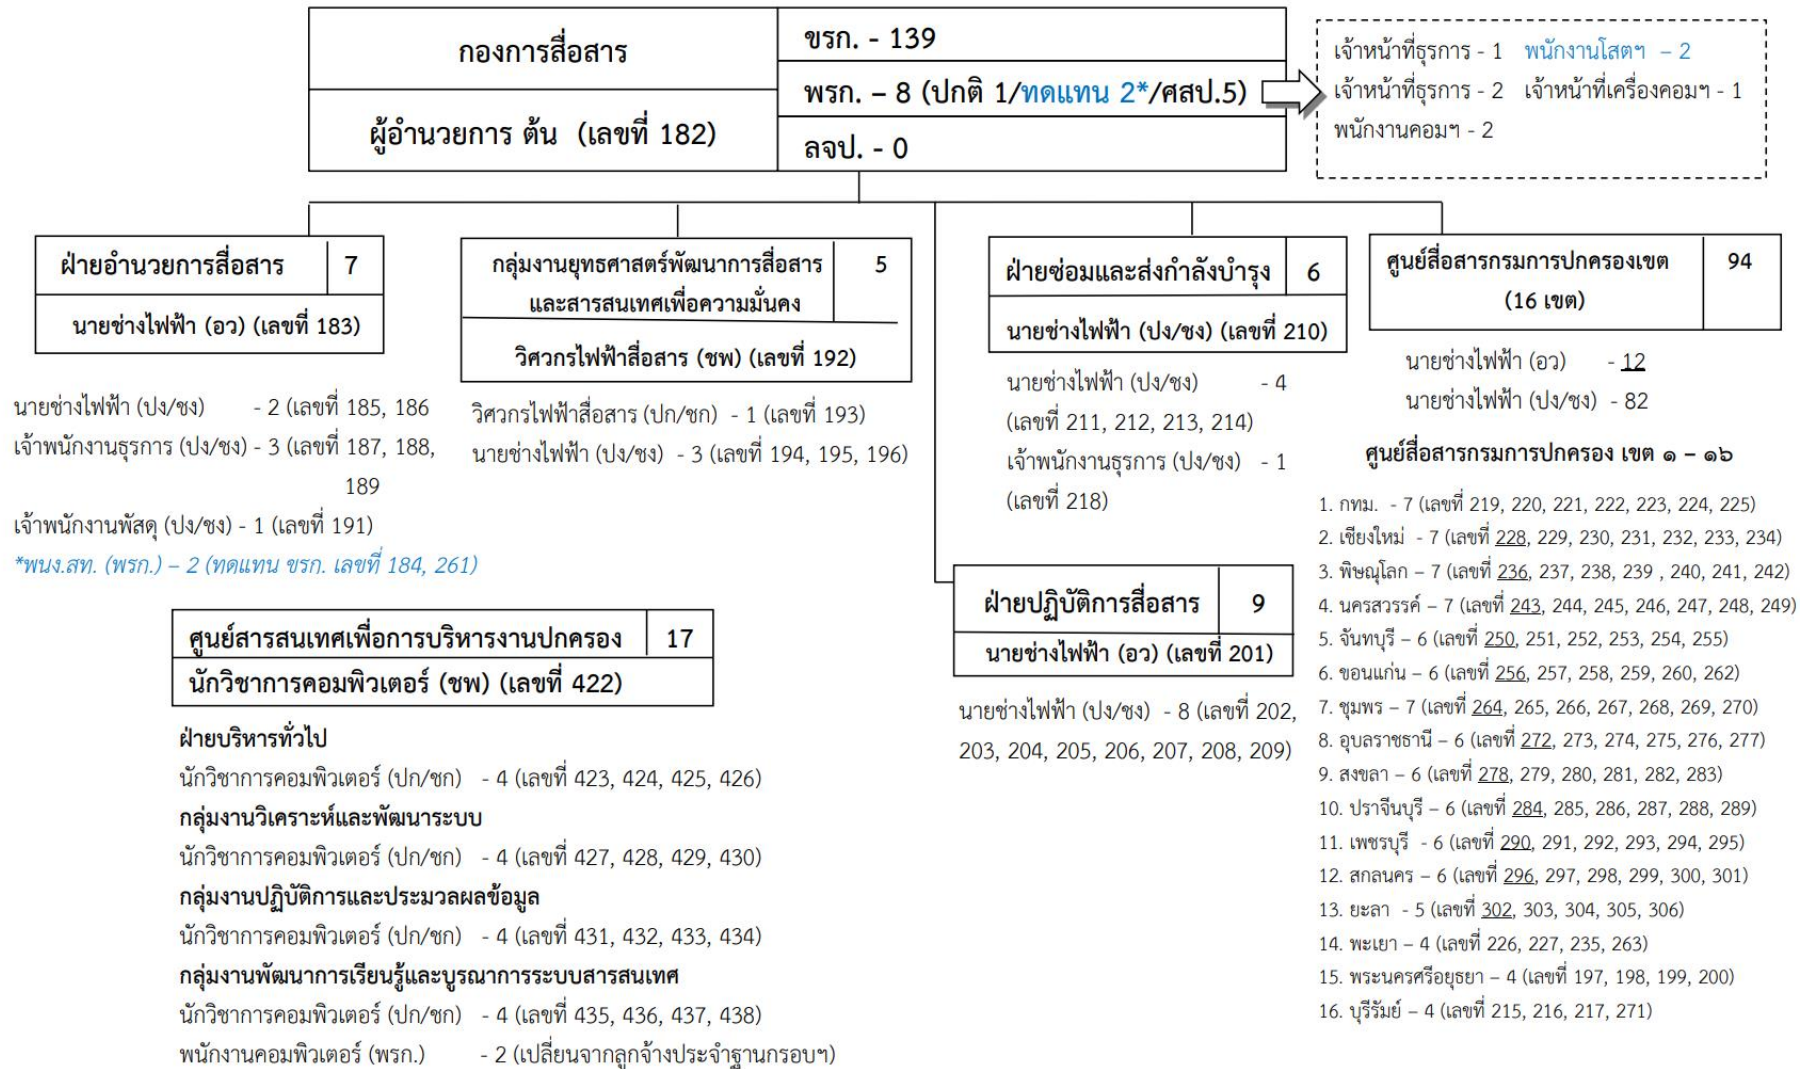 กองการสื่อสาร
ผู้อำนวยการ ต้น (เลขที่ 182)
ขรก. - 139
พรก. – 8 (ปกติ 1/ทดแทน 2*/ศสป.5)
ลจป. - 0
เจ้าหน้าที่ธุรการ - 1 พนักงานโสตฯ – 2
เจ้าหน้าที่ธุรการ - 2 เจ้าหน้าที่เครื่องคอมฯ - 1
พนักงานคอมฯ - 2
ฝ่ายอำนวยการสื่อสาร 7
นายช่างไฟฟ้า (อว) (เลขที่ 183)
นายช่างไฟฟ้า (ปง/ชง) - 2 (เลขที่ 185, 186
เจ้าพนักงานธุรการ (ปง/ชง) - 3 (เลขที่ 187, 188,
189
เจ้าพนักงานพัสดุ (ปง/ชง) - 1 (เลขที่ 191)
*พนง.สท. (พรก.) – 2 (ทดแทน ขรก. เลขที่ 184, 261)
กลุ่มงานยุทธศาสตร์พัฒนาการสื่อสาร 5
และสารสนเทศเพื่อความมั่นคง
วิศวกรไฟฟ้าสื่อสาร (ชพ) (เลขที่ 192)
วิศวกรไฟฟ้าสื่อสาร (ปก/ชก) - 1 (เลขที่ 193)
นายช่างไฟฟ้า (ปง/ชง) - 3 (เลขที่ 194, 195, 196)
ฝ่ายซ่อมและส่งกำลังบำรุง 6
นายช่างไฟฟ้า (ปง/ชง) (เลขที่ 210)
นายช่างไฟฟ้า (ปง/ชง) - 4
(เลขที่ 211, 212, 213, 214)
เจ้าพนักงานธุรการ (ปง/ชง) - 1
(เลขที่ 218)
ศูนย์สื่อสารกรมการปกครองเขต 94
(16 เขต)
นายช่างไฟฟ้า (อว) - 12
นายช่างไฟฟ้า (ปง/ชง) - 82
ศูนย์สื่อสารกรมการปกครอง เขต ๑ – ๑๖
1. กทม. - 7 (เลขที่ 219, 220, 221, 222, 223, 224, 225)
2. เชียงใหม่ - 7 (เลขที่ 228, 229, 230, 231, 232, 233, 234)
3. พิษณุโลก – 7 (เลขที่ 236, 237, 238, 239 , 240, 241, 242)
4. นครสวรรค์ – 7 (เลขที่ 243, 244, 245, 246, 247, 248, 249)
5. จันทบุรี – 6 (เลขที่ 250, 251, 252, 253, 254, 255)
6. ขอนแก่น – 6 (เลขที่ 256, 257, 258, 259, 260, 262)
7. ชุมพร – 7 (เลขที่ 264, 265, 266, 267, 268, 269, 270)
8. อุบลราชธานี – 6 (เลขที่ 272, 273, 274, 275, 276, 277)
9. สงขลา – 6 (เลขที่ 278, 279, 280, 281, 282, 283)
10. ปราจีนบุรี – 6 (เลขที่ 284, 285, 286, 287, 288, 289)
11. เพชรบุรี - 6 (เลขที่ 290, 291, 292, 293, 294, 295)
12. สกลนคร – 6 (เลขที่ 296, 297, 298, 299, 300, 301)
13. ยะลา - 5 (เลขที่ 302, 303, 304, 305, 306)
14. พะเยา – 4 (เลขที่ 226, 227, 235, 263)
15. พระนครศรีอยุธยา – 4 (เลขที่ 197, 198, 199, 200)
16. บุรีรัมย์ – 4 (เลขที่ 215, 216, 217, 271)
ฝ่ายปฏิบัติการสื่อสาร 9
นายช่างไฟฟ้า (อว) (เลขที่ 201)
นายช่างไฟฟ้า (ปง/ชง) - 8 (เลขที่ 202,
203, 204, 205, 206, 207, 208, 209)
ศูนย์สารสนเทศเพื่อการบริหารงานปกครอง 17
นักวิชาการคอมพิวเตอร์ (ชพ) (เลขที่ 422)
ฝ่ายบริหารทั่วไป
นักวิชาการคอมพิวเตอร์ (ปก/ชก) - 4 (เลขที่ 423, 424, 425, 426)
กลุ่มงานวิเคราะห์และพัฒนาระบบ
นักวิชาการคอมพิวเตอร์ (ปก/ชก) - 4 (เลขที่ 427, 428, 429, 430)
กลุ่มงานปฏิบัติการและประมวลผลข้อมูล
นักวิชาการคอมพิวเตอร์ (ปก/ชก) - 4 (เลขที่ 431, 432, 433, 434)
กลุ่มงานพัฒนาการเรียนรู้และบูรณาการระบบสารสนเทศ
นักวิชาการคอมพิวเตอร์ (ปก/ชก) - 4 (เลขที่ 435, 436, 437, 438)
พนักงานคอมพิวเตอร์ (พรก.) - 2 (เปลี่ยนจากลูกจ้างประจำฐานกรอบฯ)